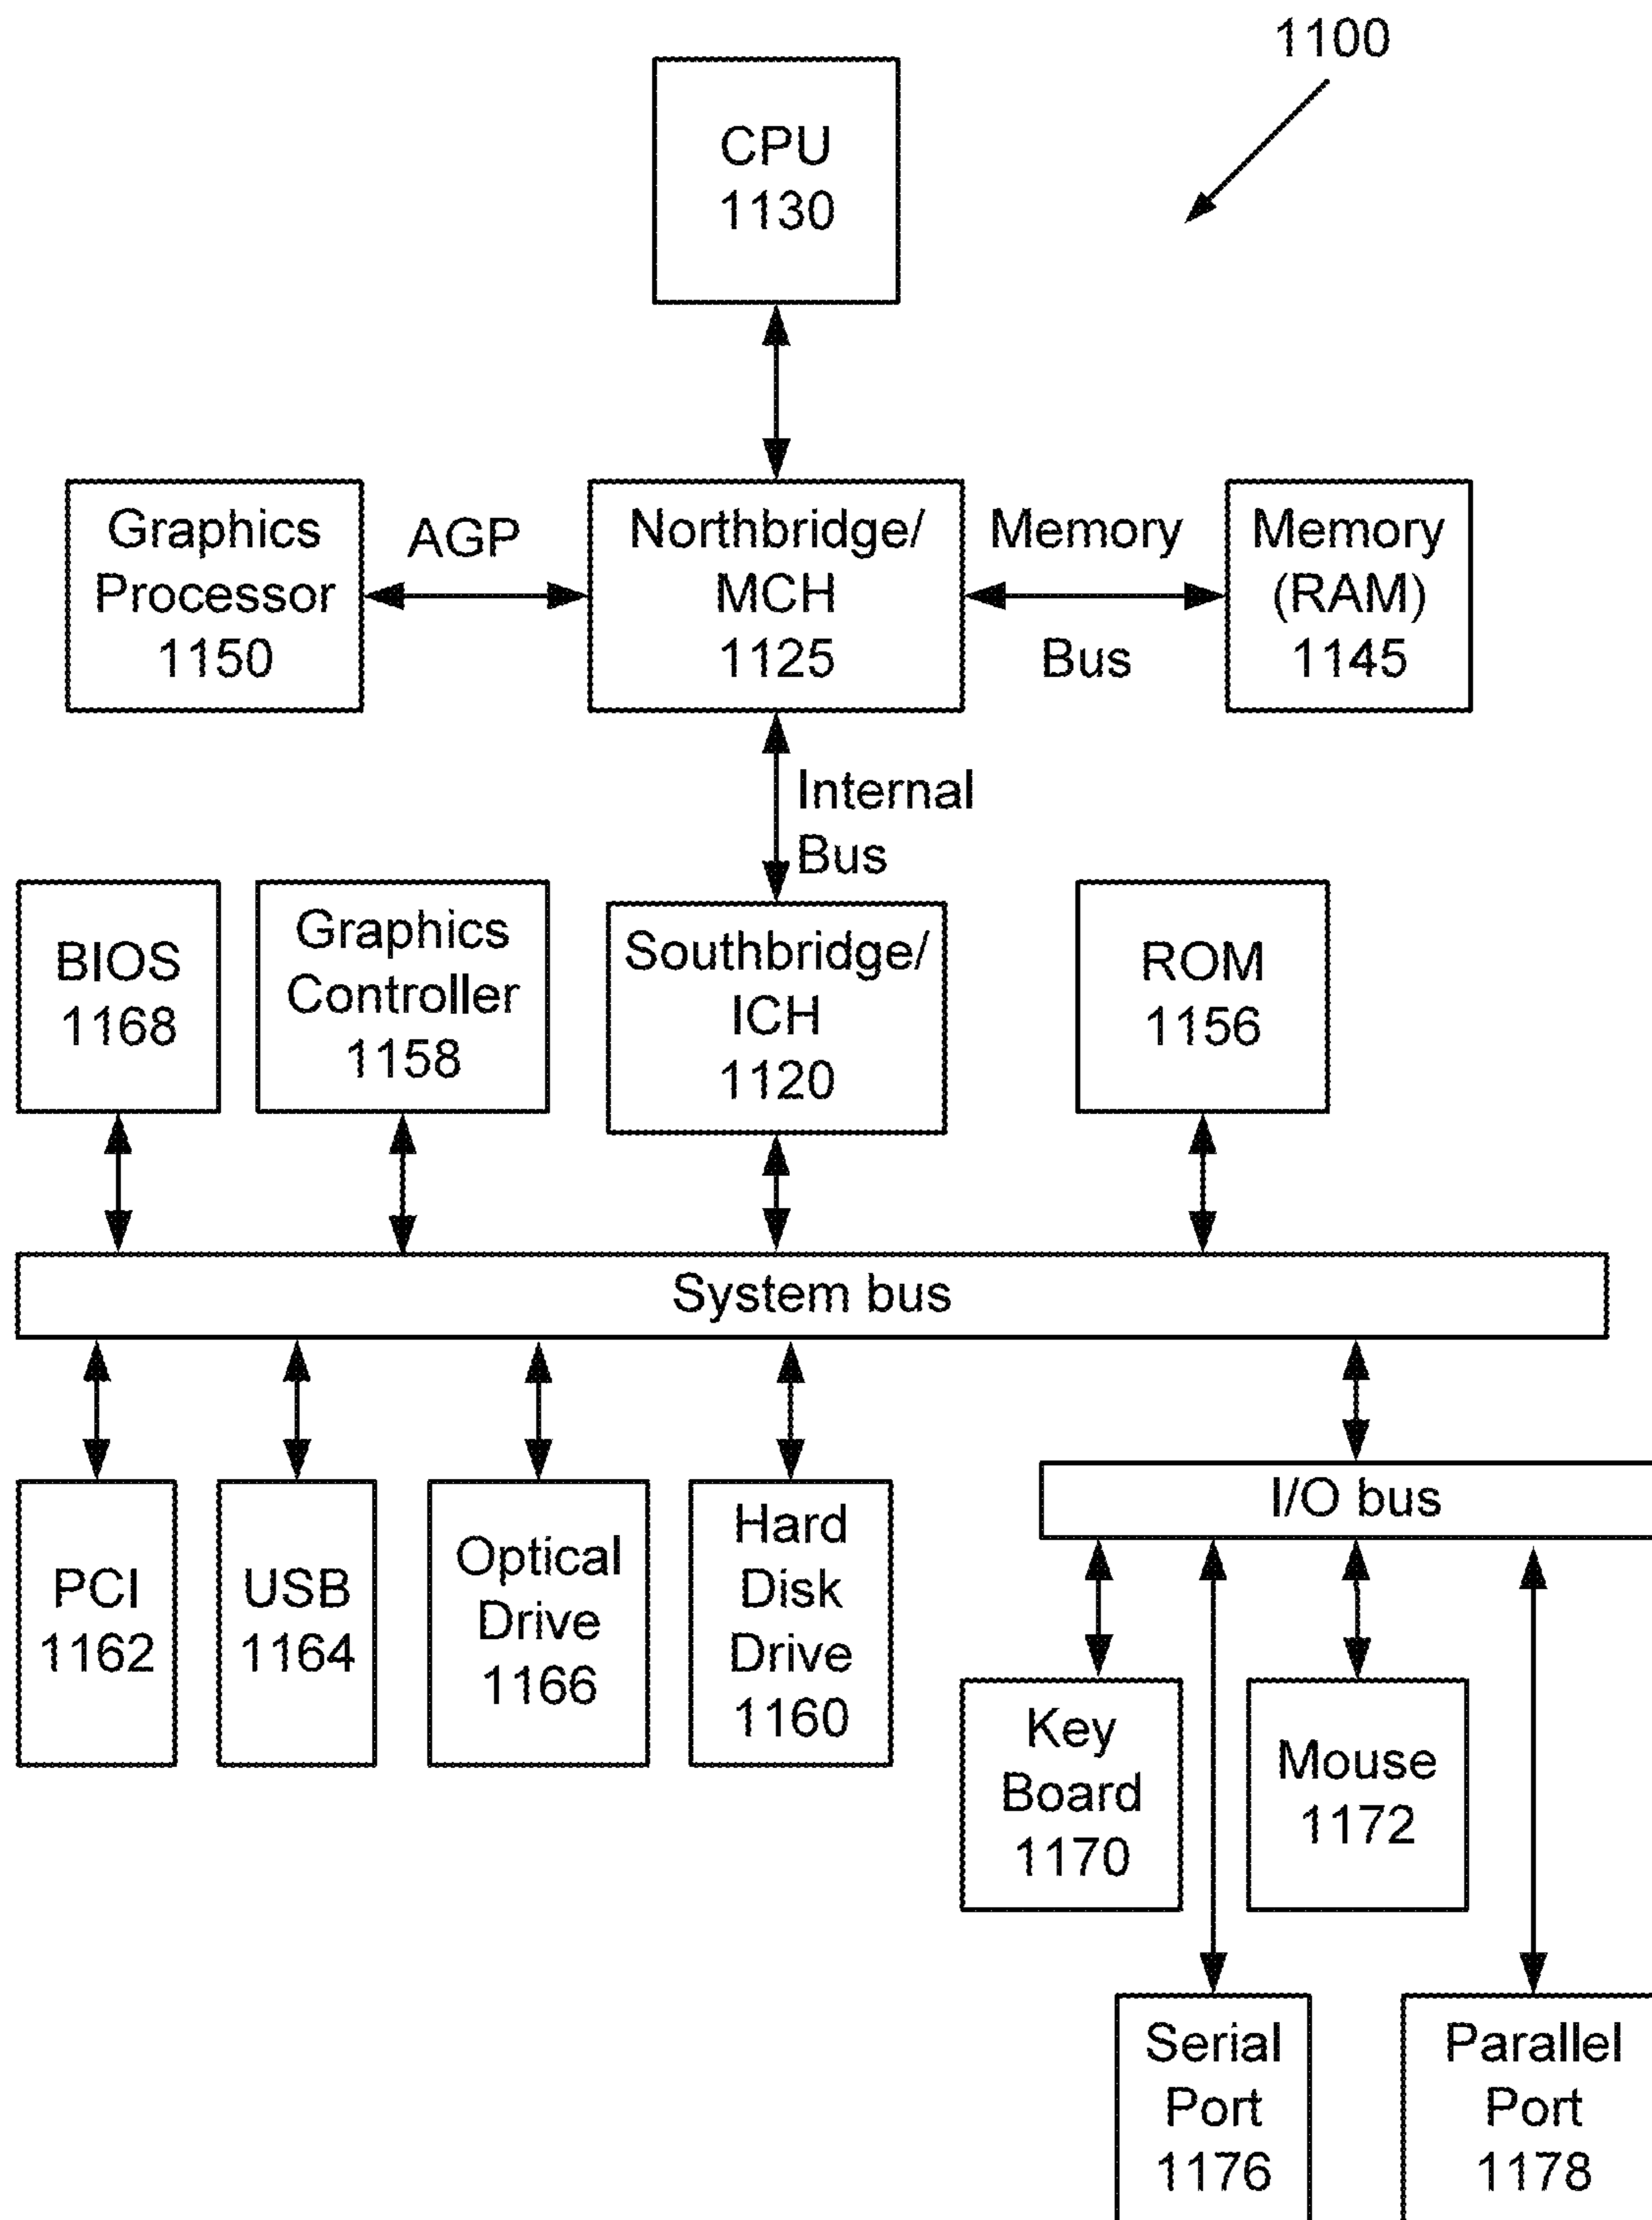 1100
CPU
1130
Graphics
Processor
1150
AGP
Northbridge/
MCH
1125
Memory
Bus
Memory
(RAM)
1145
Internal
Bus
BIOS
1168
Graphics
Controller
1158
Southbridge/
ICH
1120
ROM
1156
System bus
PCI
1162
USB
1164
Optical
Drive
1166
Hard
Disk
Drive
1160
I/O bus
Key
Board
1170
Mouse
1172
Serial
Port
1176
Parallel
Port
1178